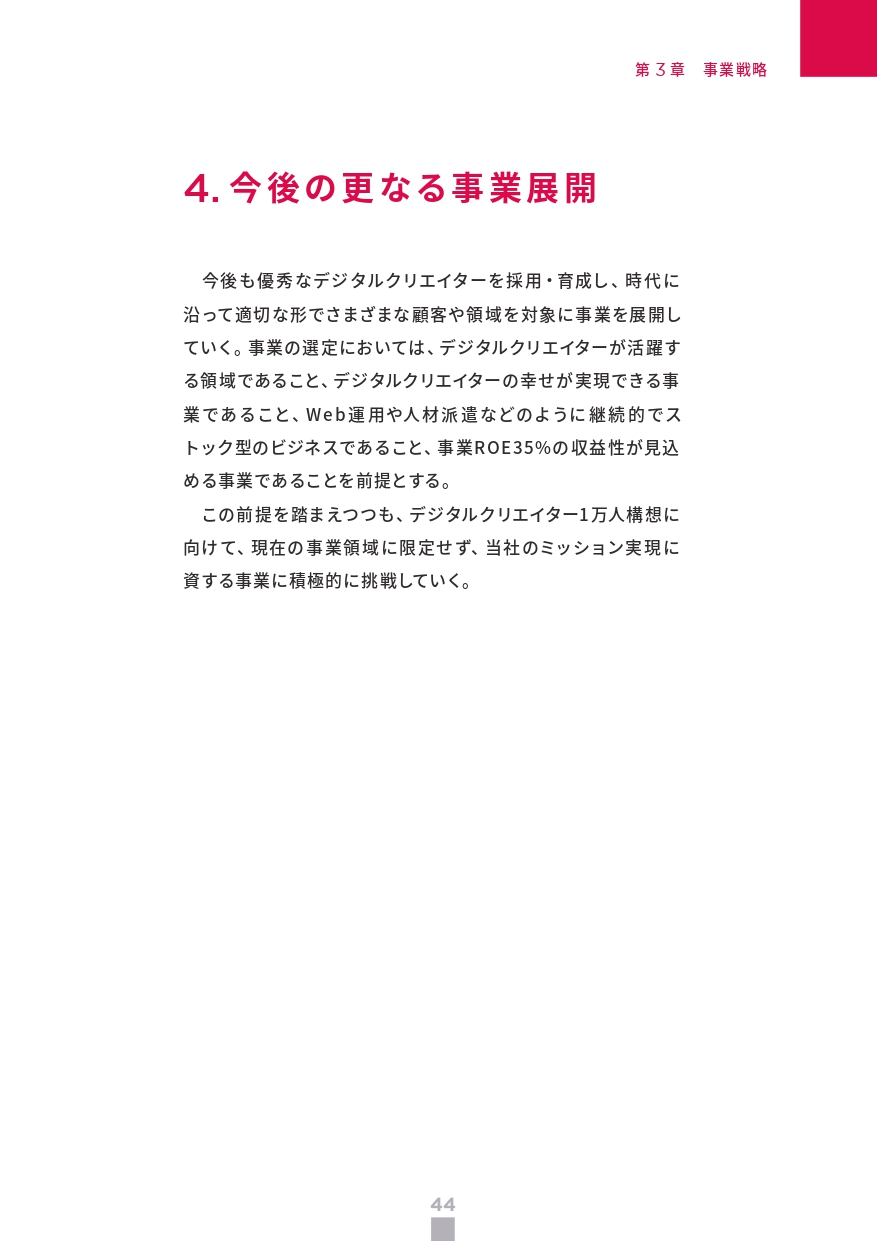 第3章　事業戦略
4. 今後の更なる事業展開
　今後も優秀なデジタルクリエイターを採用・育成し、時代に
沿って適切な形でさまざまな顧客や領域を対象に事業を展開し
ていく。事業の選定においては、デジタルクリエイターが活躍す
る領域であること、デジタルクリエイターの幸せが実現できる事
業であること、Web運用や人材派遣などのように継続的でス
トック型のビジネスであること、事業ROE35%の収益性が見込
める事業であることを前提とする。
　この前提を踏まえつつも、デジタルクリエイター1万人構想に
向けて、現在の事業領域に限定せず、当社のミッション実現に
資する事業に積極的に挑戦していく。
44